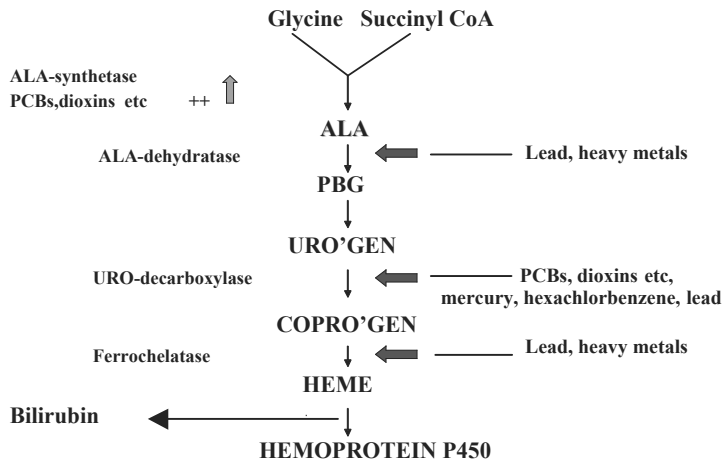 Glycine Succinyl CoA
ALA-synthetase
PCBs,dioxins etc ++
ALA
ALA-dehydratase
Lead, heavy metals
PBG
URO’GEN
URO-decarboxylase
PCBs, dioxins etc,
mercury, hexachlorbenzene, lead
COPRO’GEN
Ferrochelatase
Lead, heavy metals
HEME
Bilirubin
HEMOPROTEIN P450